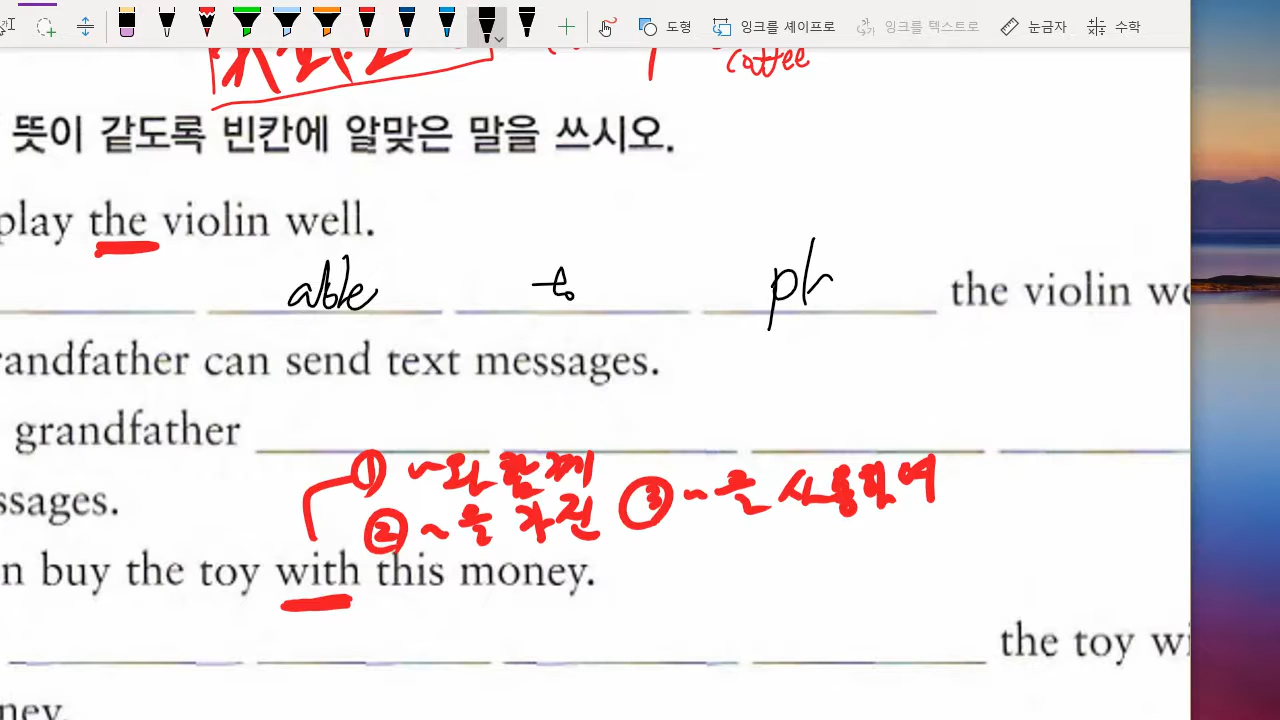 도형 잉크를 셰이프로 잉크를 텍스트로 눈금자 수학
coffee
뜻이 같도록 빈칸에 알맞은 말을 쓰시오.
play the violin well.
able to pla the violin we
randfather can send text messages.
grandfather
① ~와 함께
② ~을 가진 ③ ~을 사용하여
ssages.
n buy the toy with this money.
the toy wi
ney.